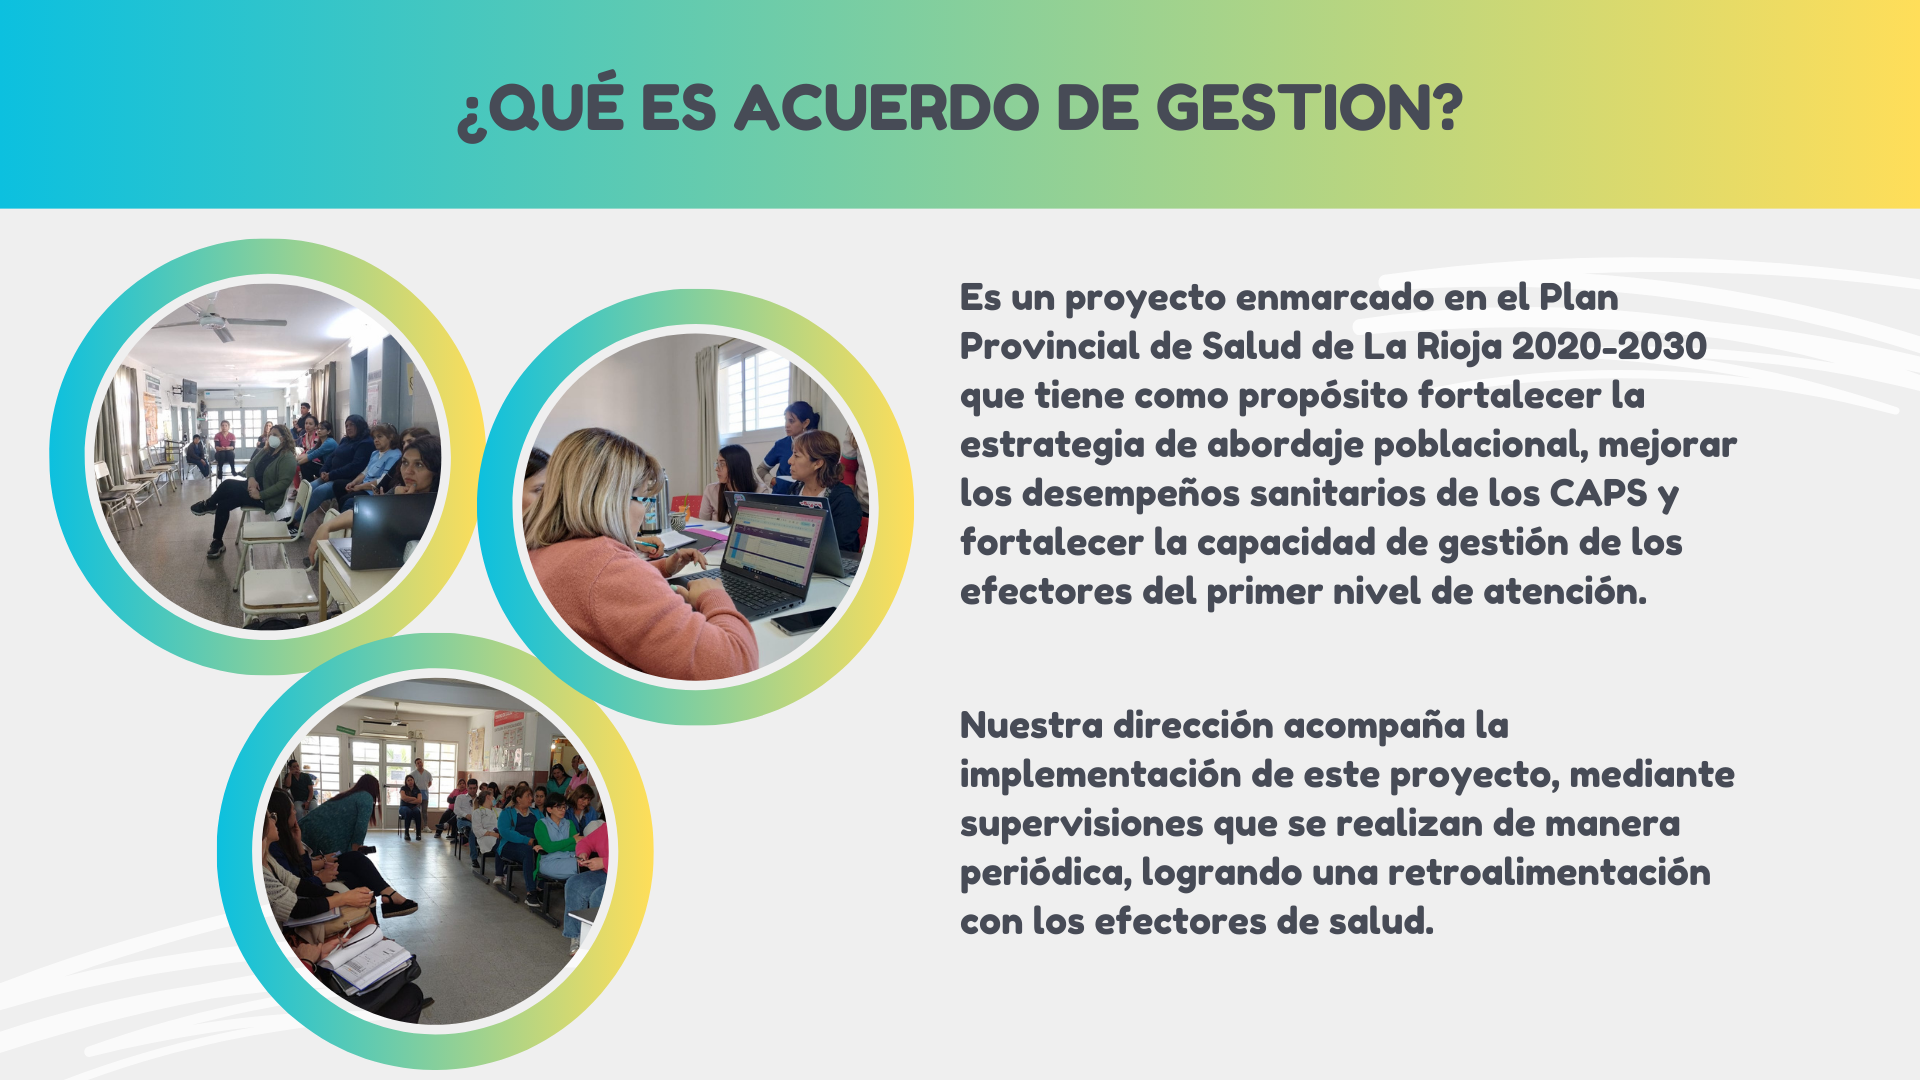 ¿QUÉ ES ACUERDO DE GESTION?
Es un proyecto enmarcado en el Plan
Provincial de Salud de La Rioja 2020-2030
que tiene como propósito fortalecer la
estrategia de abordaje poblacional, mejorar
los desempeños sanitarios de los CAPS y
fortalecer la capacidad de gestión de los
efectores del primer nivel de atención.
Nuestra dirección acompaña la
implementación de este proyecto, mediante
supervisiones que se realizan de manera
periódica, logrando una retroalimentación
con los efectores de salud.